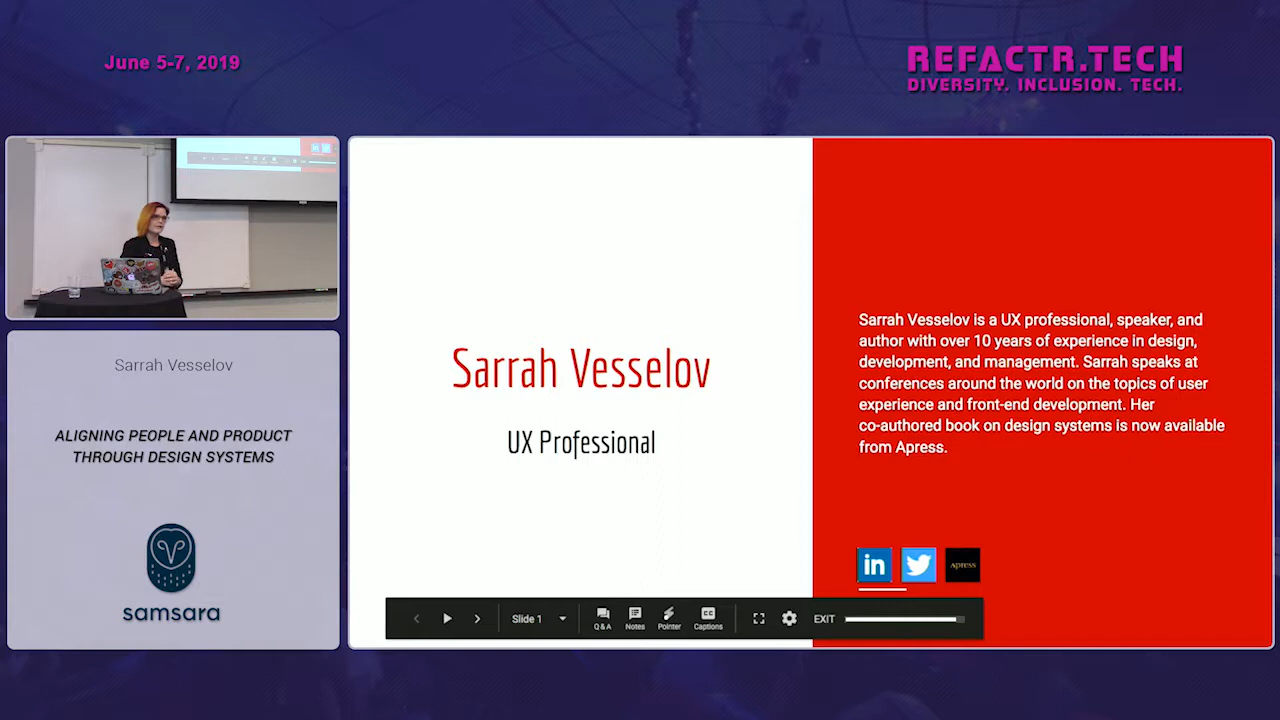 June 5-7, 2019
REFACTR.TECH
DIVERSITY. INCLUSION. TECH.
Sarrah Vesselov
ALIGNING PEOPLE AND PRODUCT
THROUGH DESIGN SYSTEMS
samsara
Sarrah Vesselov
UX Professional
Sarrah Vesselov is a UX professional, speaker, and
author with over 10 years of experience in design,
development, and management. Sarrah speaks at
conferences around the world on the topics of user
experience and front-end development. Her
co-authored book on design systems is now available
from Apress.
in
Apress
Slide 1
Q & A
Notes
Pointer
Captions
EXIT